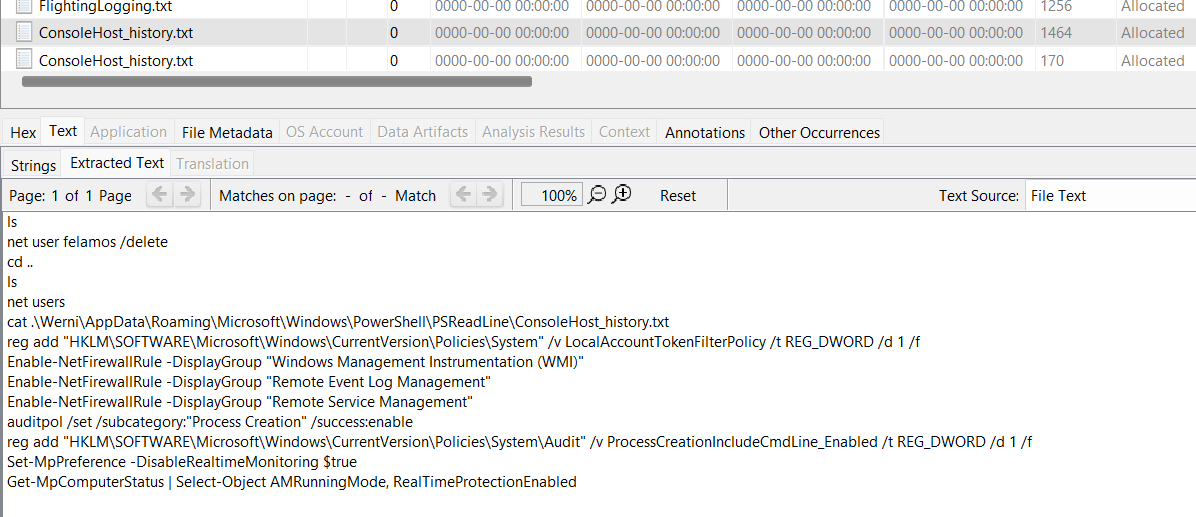 FlightingLogging.txt 0 0000-00-00 00:00:00 0000-00-00 00:00:00 0000-00-00 00:00:00 0000-00-00 00:00:00 1256 Allocated
ConsoleHost_history.txt 0 0000-00-00 00:00:00 0000-00-00 00:00:00 0000-00-00 00:00:00 0000-00-00 00:00:00 1464 Allocated
ConsoleHost_history.txt 0 0000-00-00 00:00:00 0000-00-00 00:00:00 0000-00-00 00:00:00 0000-00-00 00:00:00 170 Allocated
Hex Text Application File Metadata OS Account Data Artifacts Analysis Results Context Annotations Other Occurrences
Strings Extracted Text Translation
Page: 1 of 1 Page Matches on page: - of - Match 100% Reset Text Source: File Text
ls
net user felamos /delete
cd ..
ls
net users
cat .\Werni\AppData\Roaming\Microsoft\Windows\PowerShell\PSReadLine\ConsoleHost_history.txt
reg add "HKLM\SOFTWARE\Microsoft\Windows\CurrentVersion\Policies\System" /v LocalAccountTokenFilterPolicy /t REG_DWORD /d 1 /f
Enable-NetFirewallRule -DisplayGroup "Windows Management Instrumentation (WMI)"
Enable-NetFirewallRule -DisplayGroup "Remote Event Log Management"
Enable-NetFirewallRule -DisplayGroup "Remote Service Management"
auditpol /set /subcategory:"Process Creation" /success:enable
reg add "HKLM\SOFTWARE\Microsoft\Windows\CurrentVersion\Policies\System\Audit" /v ProcessCreationIncludeCmdLine_Enabled /t REG_DWORD /d 1 /f
Set-MpPreference -DisableRealtimeMonitoring $true
Get-MpComputerStatus | Select-Object AMRunningMode, RealTimeProtectionEnabled